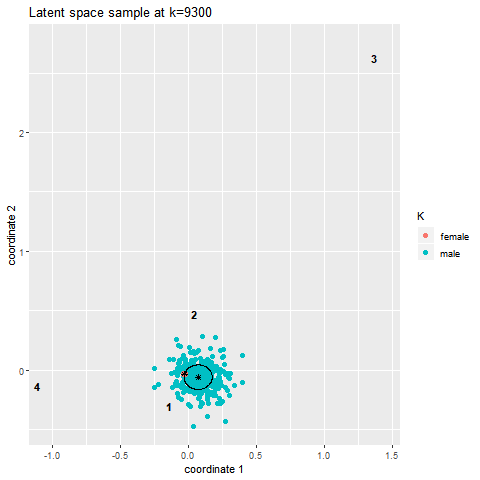 Latent space sample at k=9300
3
2
coordinate 2
1
K
female
male
2
0
4
1
-1.0 -0.5 0.0 0.5 1.0 1.5
coordinate 1